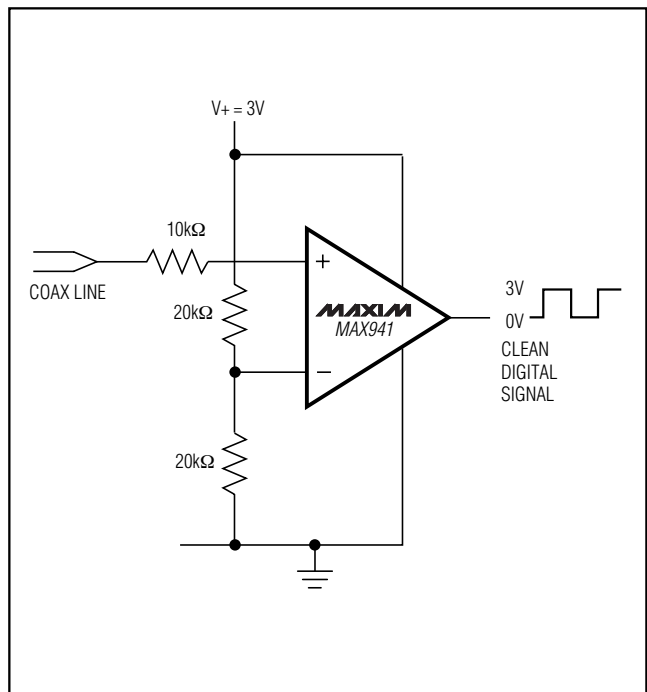 V+ = 3V
10kΩ
COAX LINE
20kΩ
+
MAXIM
MAX941
−
20kΩ
3V
0V
CLEAN
DIGITAL
SIGNAL